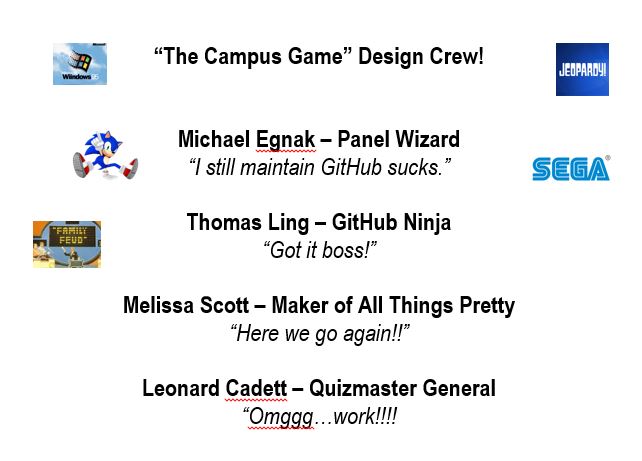 Microsoft
Windows 95
“The Campus Game” Design Crew!
JEOPARDY!
Michael Egnak – Panel Wizard
“I still maintain GitHub sucks.”
SEGA®
Thomas Ling – GitHub Ninja
“Got it boss!”
"FAMILY
FEUD"
Melissa Scott – Maker of All Things Pretty
“Here we go again!!”
Leonard Cadett – Quizmaster General
“Omggg…work!!!!